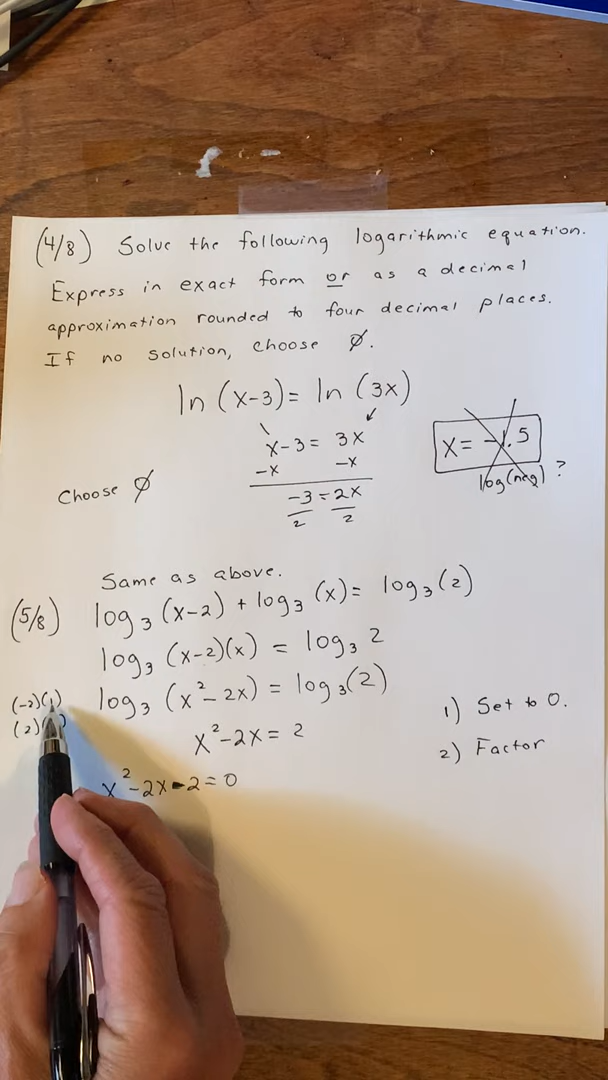 (4/8) Solve the following logarithmic equation.
Express in exact form or as a decimal
approximation rounded to four decimal places.
If no solution, choose ∅.
ln (x-3) = ln (3x)
x-3 = 3x
-x -x
-3 = 2x
2 2
x = -1.5
log(neg) ?
Choose ∅
Same as above.
(5/8) log₃ (x-2) + log₃ (x) = log₃ (2)
log₃ (x-2)(x) = log₃ 2
log₃ (x²-2x) = log₃(2)
x²-2x = 2
x²-2x-2=0
(-2)(1)
(2)
1) Set to 0.
2) Factor